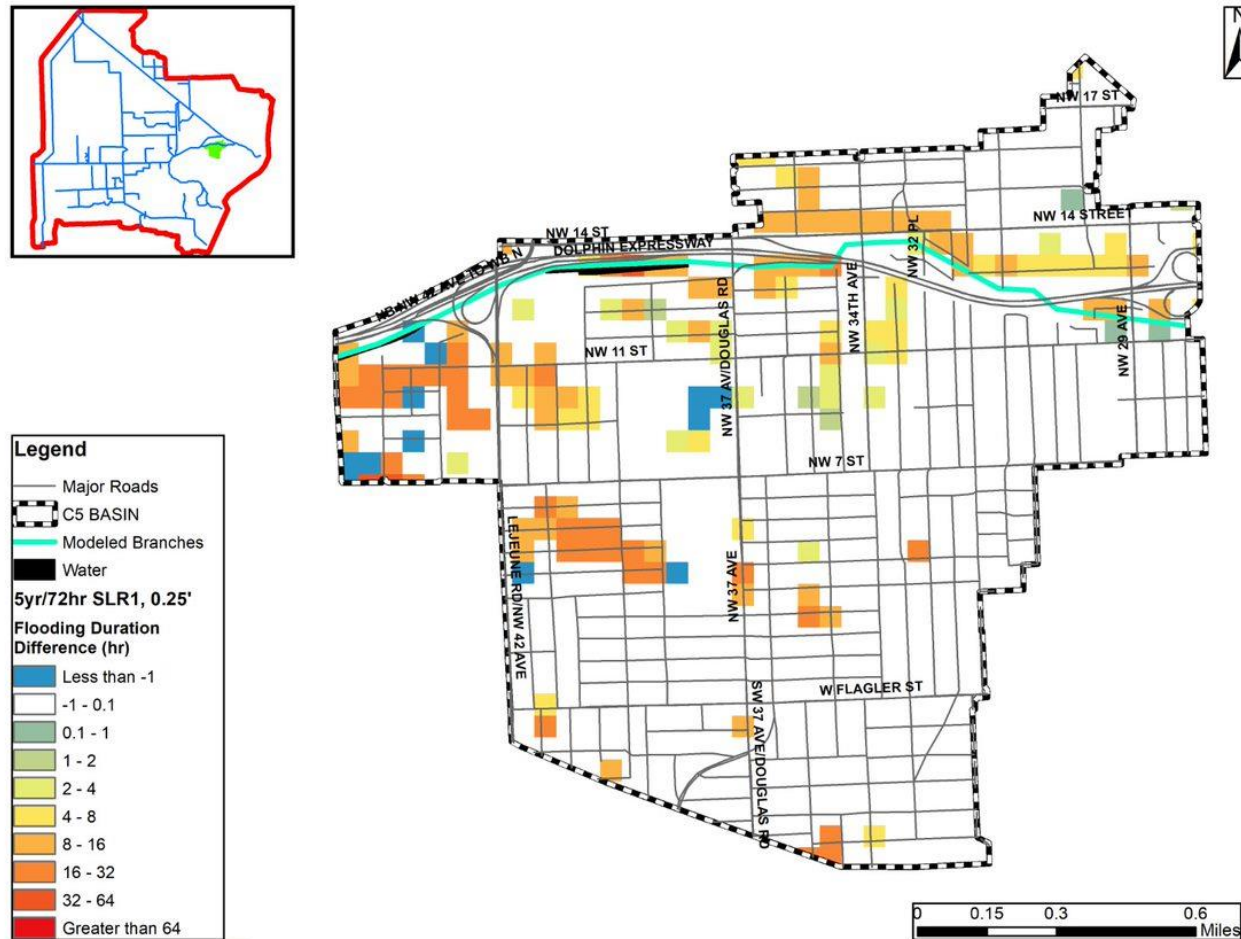 N
NW 17 ST
NW 14 STREET
NW 14 ST
DOLPHIN EXPRESSWAY
NW 32 PL
NW 34TH AVE
NW 37 AV/DOUGLAS RD
NW 29 AVE
NW 11 ST
NW 7 ST
LEJEUNE RD/NW 42 AVE
NW 37 AVE
W FLAGLER ST
SW 37 AVE/DOUGLAS RD
Legend
Major Roads
C5 BASIN
Modeled Branches
Water
5yr/72hr SLR1, 0.25'
Flooding Duration
Difference (hr)
Less than -1
-1 - 0.1
0.1 - 1
1 - 2
2 - 4
4 - 8
8 - 16
16 - 32
32 - 64
Greater than 64
0 0.15 0.3 0.6
Miles